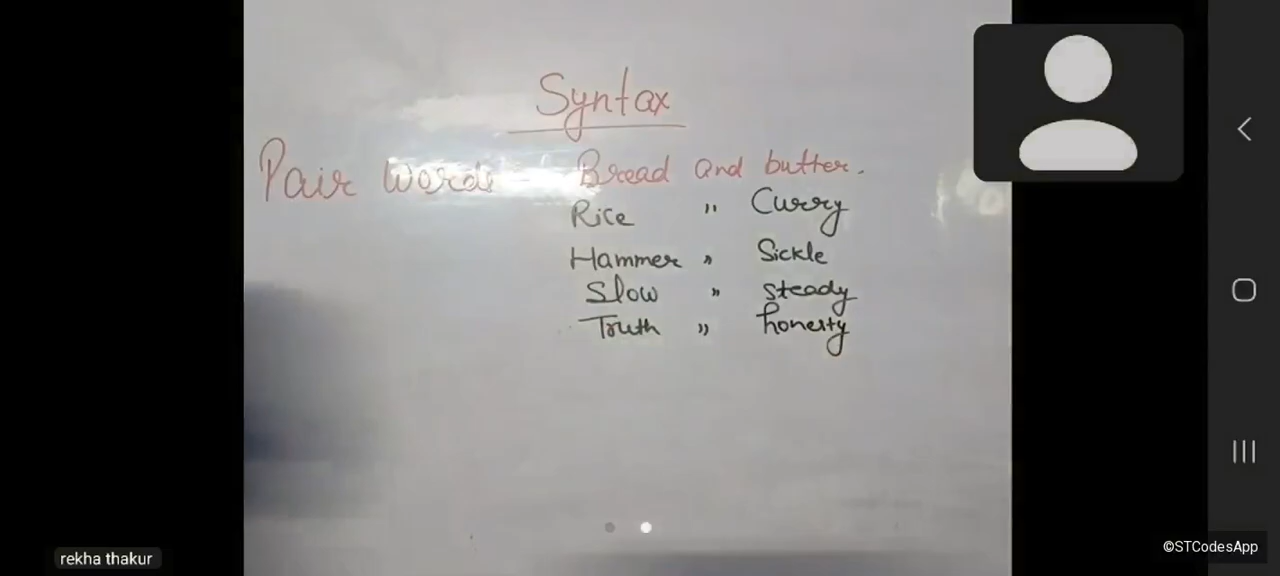 Syntax
Pair Words - Bread and butter.
Rice " Curry
Hammer " Sickle
Slow " steady
Truth " honesty
rekha thakur
©STCodesApp